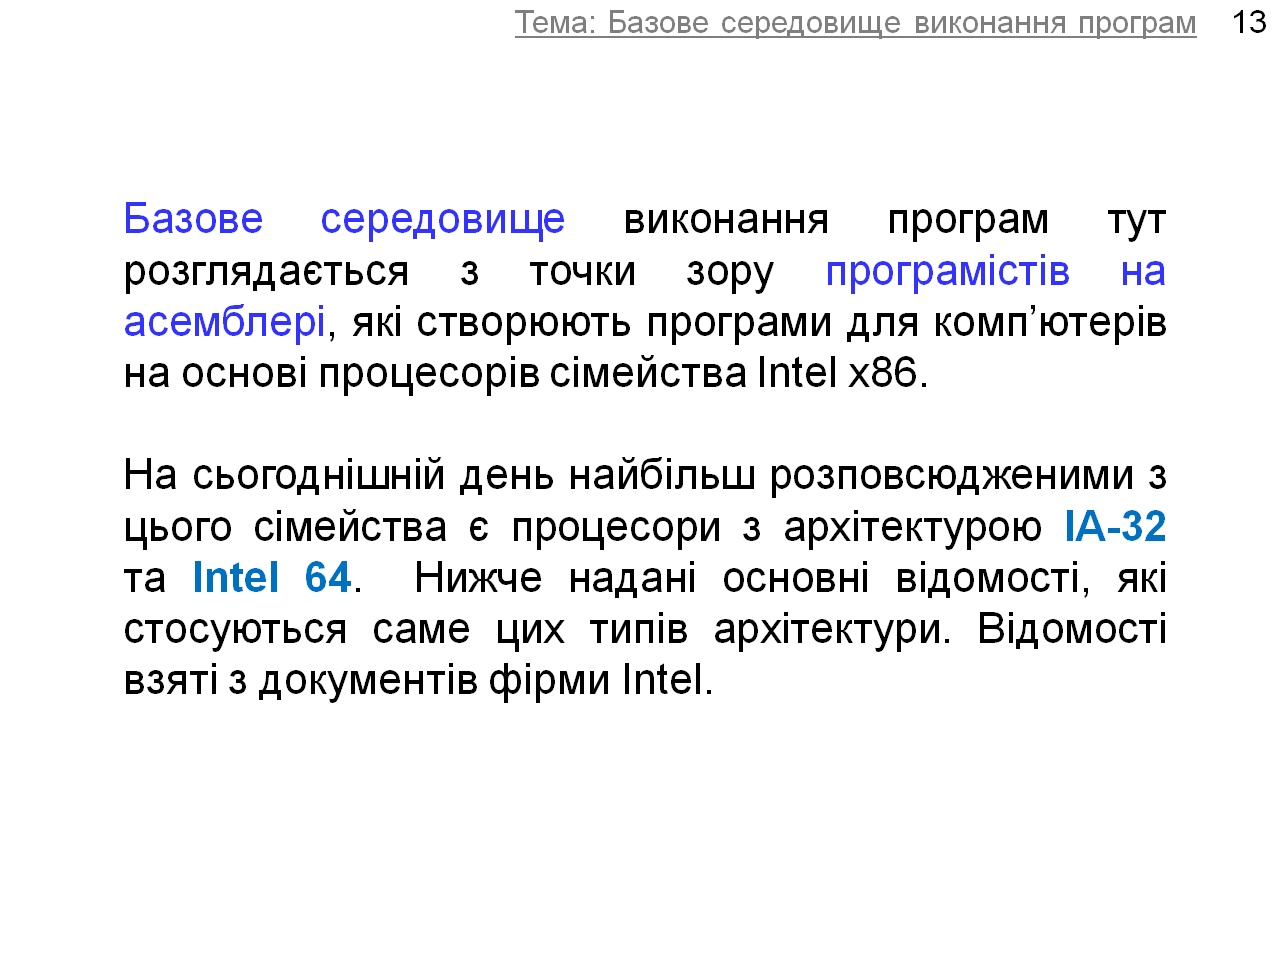 Тема: Базове середовище виконання програм 13
Базове середовище виконання програм тут
розглядається з точки зору програмістів на
асемблері, які створюють програми для комп’ютерів
на основі процесорів сімейства Intel x86.
На сьогоднішній день найбільш розповсюдженими з
цього сімейства є процесори з архітектурою IA-32
та Intel 64. Нижче надані основні відомості, які
стосуються саме цих типів архітектури. Відомості
взяті з документів фірми Intel.